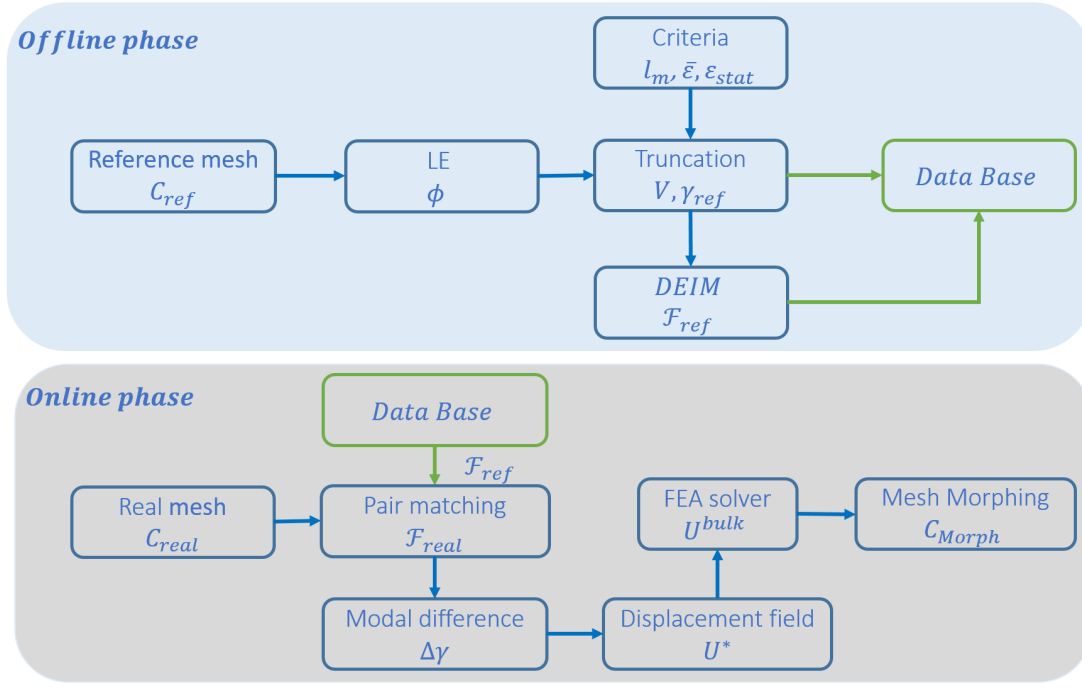 Offline phase
Criteria
l_m, ε̄, ε_stat
Reference mesh
C_ref
LE
ϕ
Truncation
V, γ_ref
Data Base
DEIM
ℱ_ref
Online phase
Data Base
ℱ_ref
Real mesh
C_real
Pair matching
ℱ_real
FEA solver
U^bulk
Mesh Morphing
C_Morph
Modal difference
Δγ
Displacement field
U^*